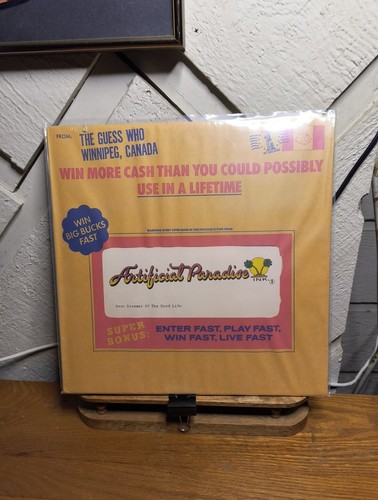 FROM:
THE GUESS WHO
WINNIPEG, CANADA
WIN MORE CASH THAN YOU COULD POSSIBLY
USE IN A LIFETIME
WIN
BIG BUCKS
FAST
Artificial Paradise
INK.
Dear Dreamer Of The Good Life
SUPER
BONUS:
ENTER FAST, PLAY FAST,
WIN FAST, LIVE FAST